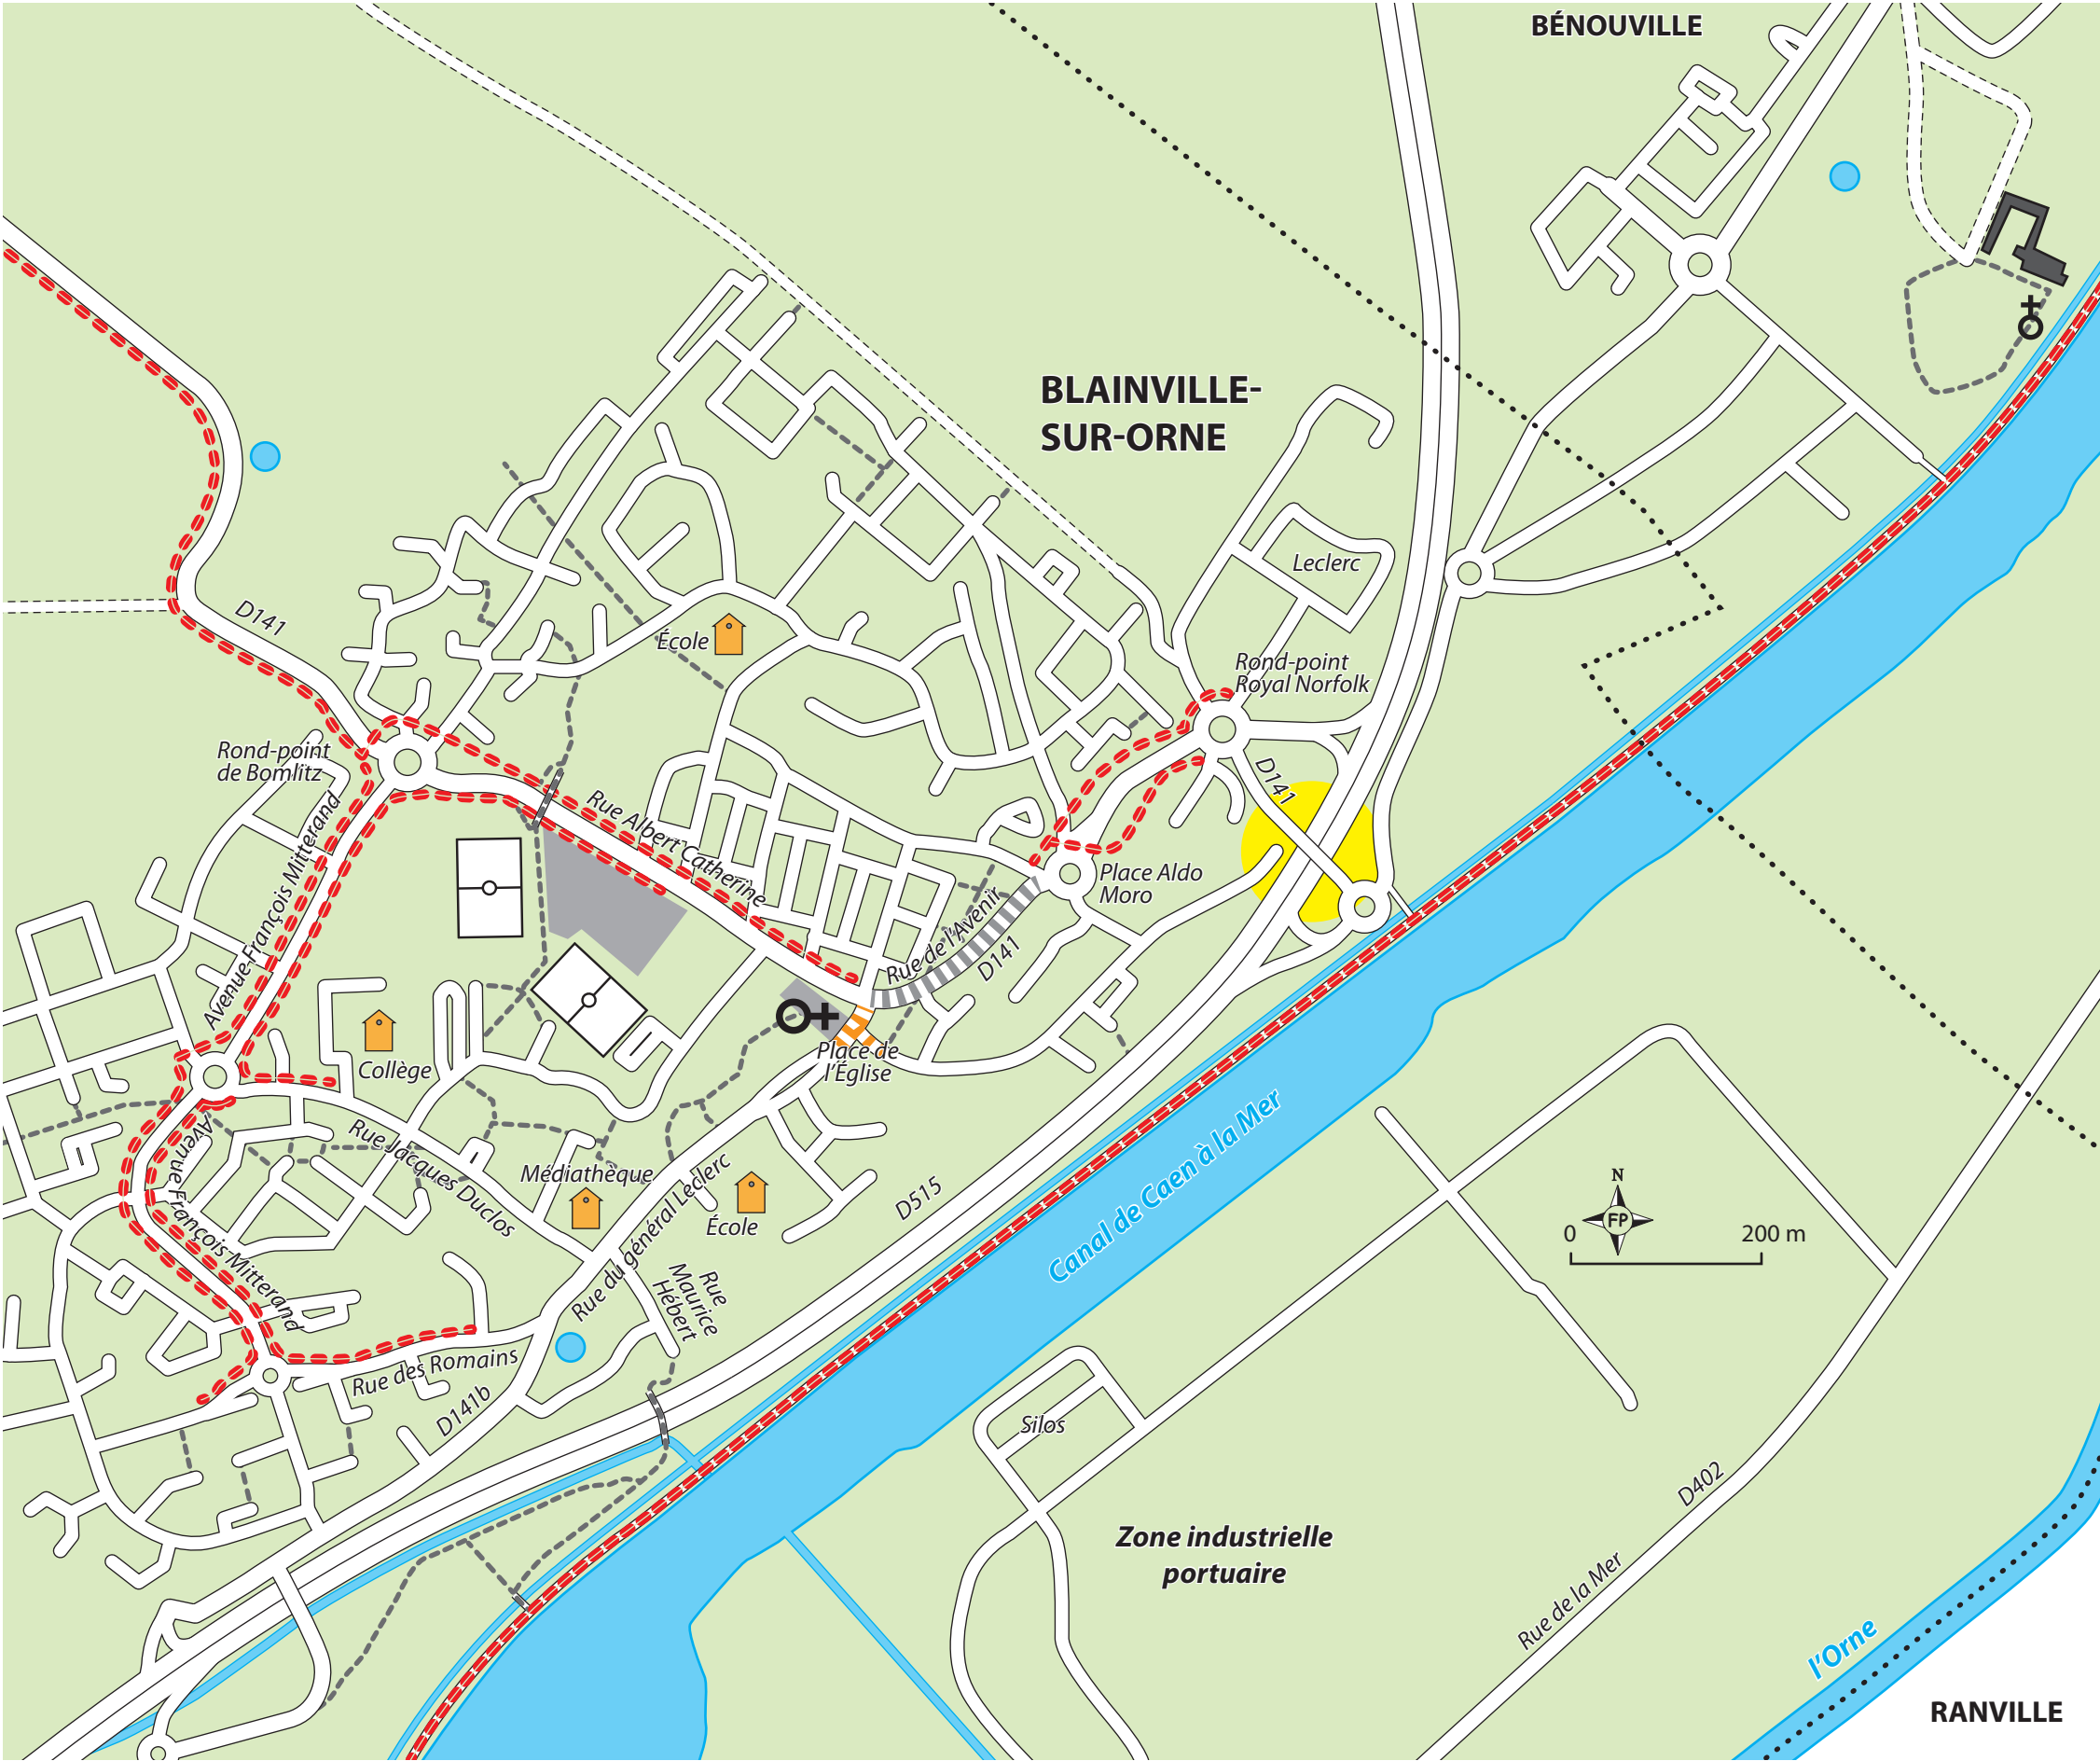 BÉNOUVILLE
BLAINVILLE-
SUR-ORNE
Leclerc
D141
École
Rond-point
Royal Norfolk
Rond-point
de Bomlitz
D141
Rue Albert Catherine
Avenue François Mitterand
Place Aldo
Moro
Rue de l'Avenir
D141
Place de
l'Église
Collège
Avenue François Mitterand
Rue Jacques Duclos
Médiathèque
École
Rue du général Leclerc
D515
Canal de Caen à la Mer
N
FP
0
200 m
Rue
Maurice
Hébert
Rue des Romains
D141b
Silos
D402
Zone industrielle
portuaire
Rue de la Mer
l'Orne
RANVILLE